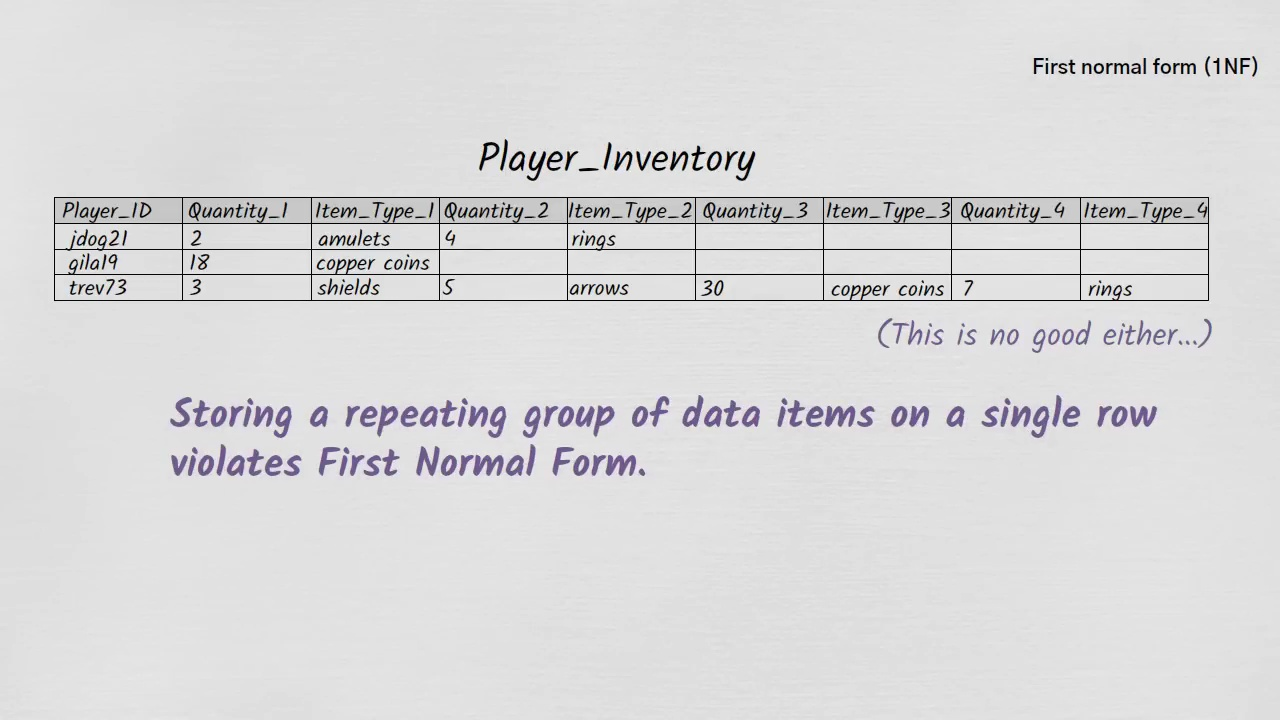 First normal form (1NF)
Player_Inventory
Player_ID Quantity_1 Item_Type_1 Quantity_2 Item_Type_2 Quantity_3 Item_Type_3 Quantity_4 Item_Type_4
jdog21 2 amulets 4 rings
gila19 18 copper coins
trev73 3 shields 5 arrows 30 copper coins 7 rings
(This is no good either...)
Storing a repeating group of data items on a single row
violates First Normal Form.